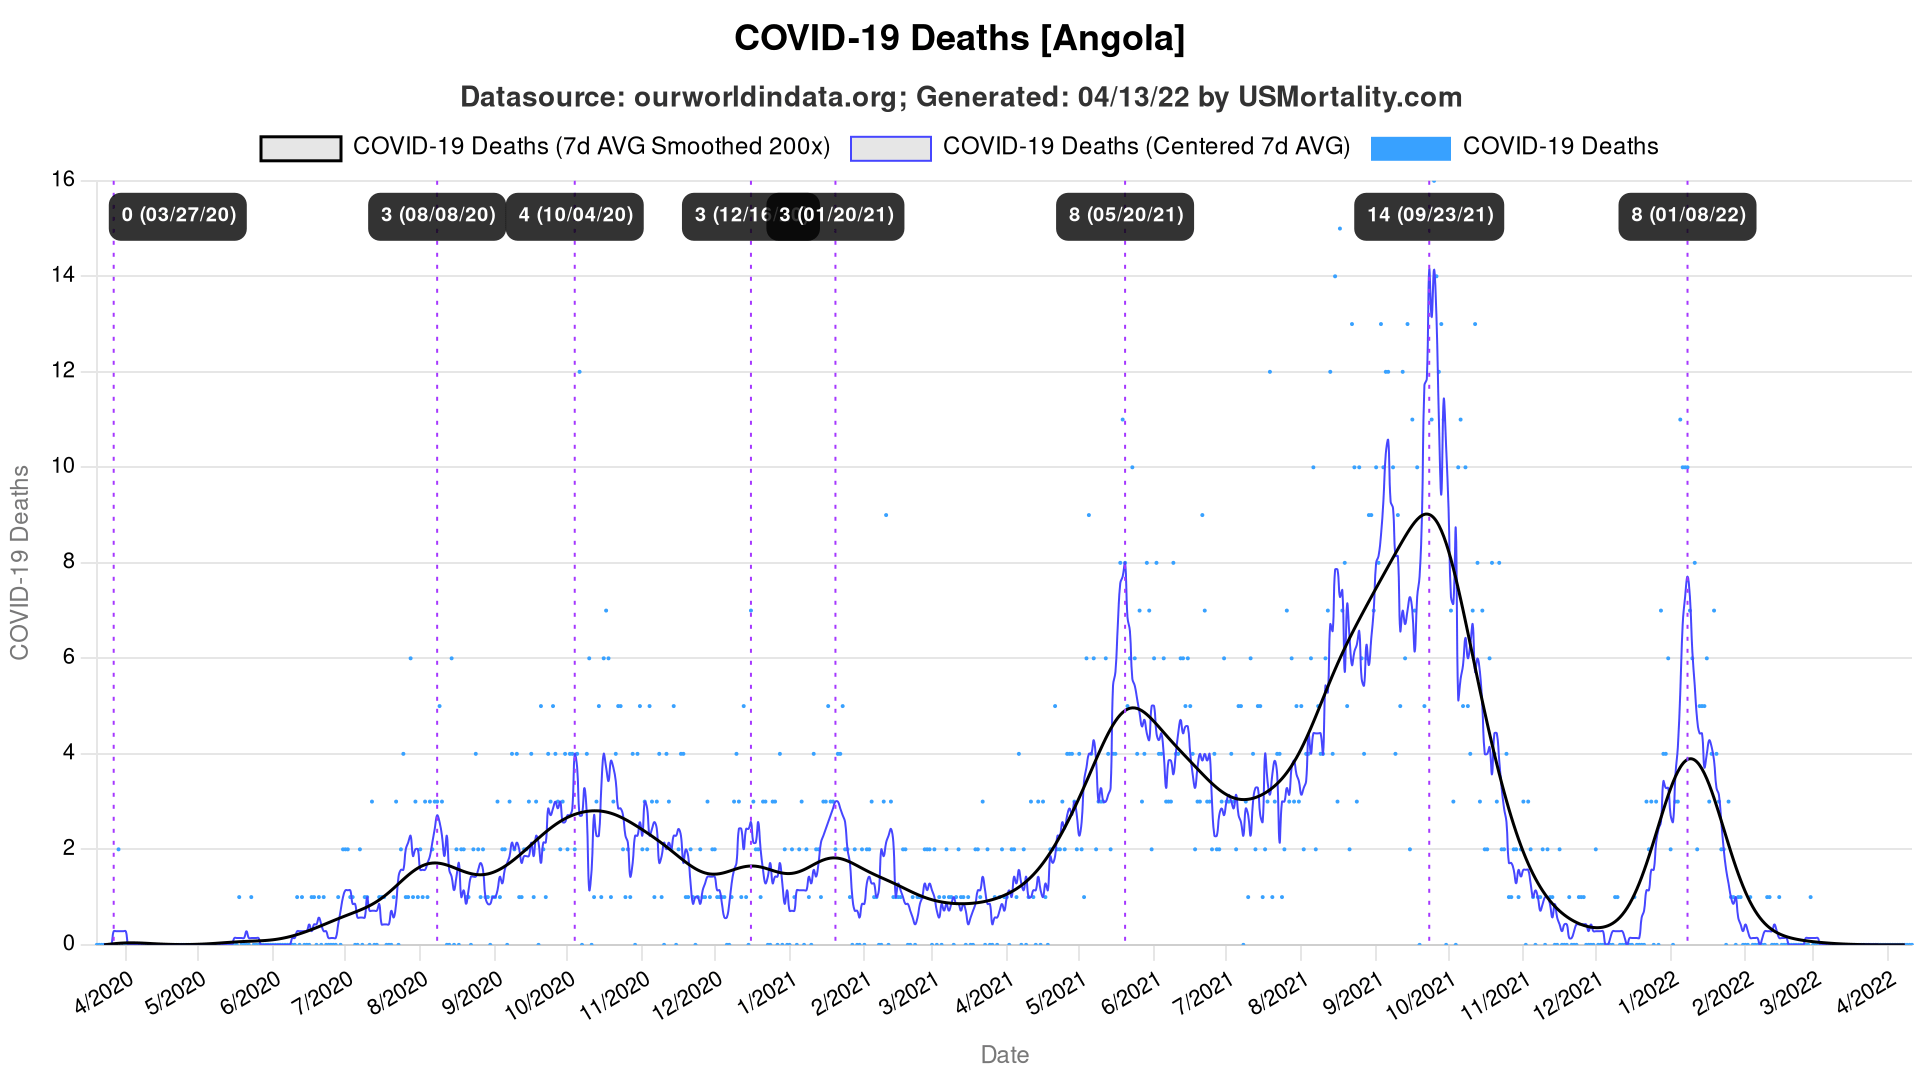 COVID-19 Deaths [Angola]
Datasource: ourworldindata.org; Generated: 04/13/22 by USMortality.com
COVID-19 Deaths (7d AVG Smoothed 200x) COVID-19 Deaths (Centered 7d AVG) COVID-19 Deaths
0 (03/27/20) 3 (08/08/20) 4 (10/04/20) 3 (12/16/20) 3 (01/20/21) 8 (05/20/21) 14 (09/23/21) 8 (01/08/22)
16
14
12
10
8
6
4
2
0
COVID-19 Deaths
4/2020 5/2020 6/2020 7/2020 8/2020 9/2020 10/2020 11/2020 12/2020 1/2021 2/2021 3/2021 4/2021 5/2021 6/2021 7/2021 8/2021 9/2021 10/2021 11/2021 12/2021 1/2022 2/2022 3/2022 4/2022
Date